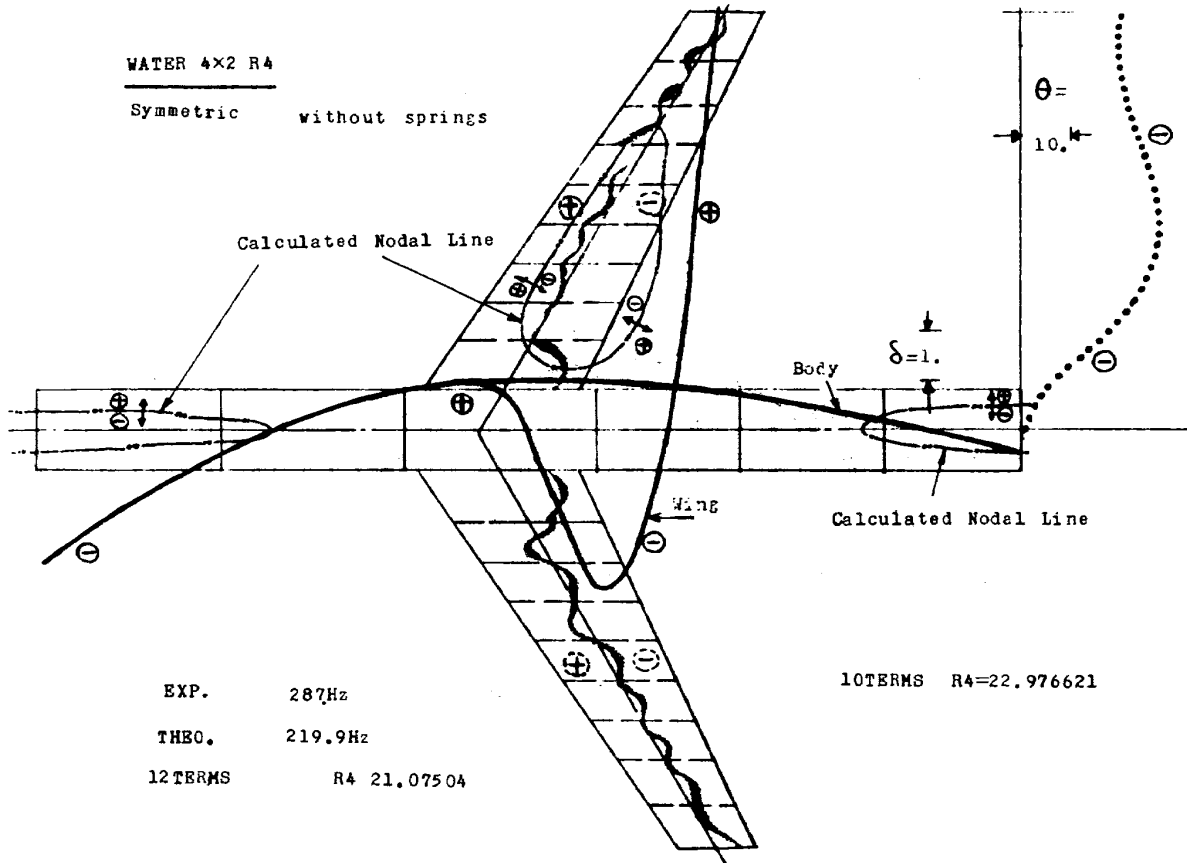 WATER 4×2 R4
Symmetric without springs
θ=
10.
Calculated Nodal Line
δ=1.
Body
Wing
Calculated Nodal Line
EXP. 287Hz
10TERMS R4=22.976621
THEO. 219.9Hz
12TERMS R4 21.07504